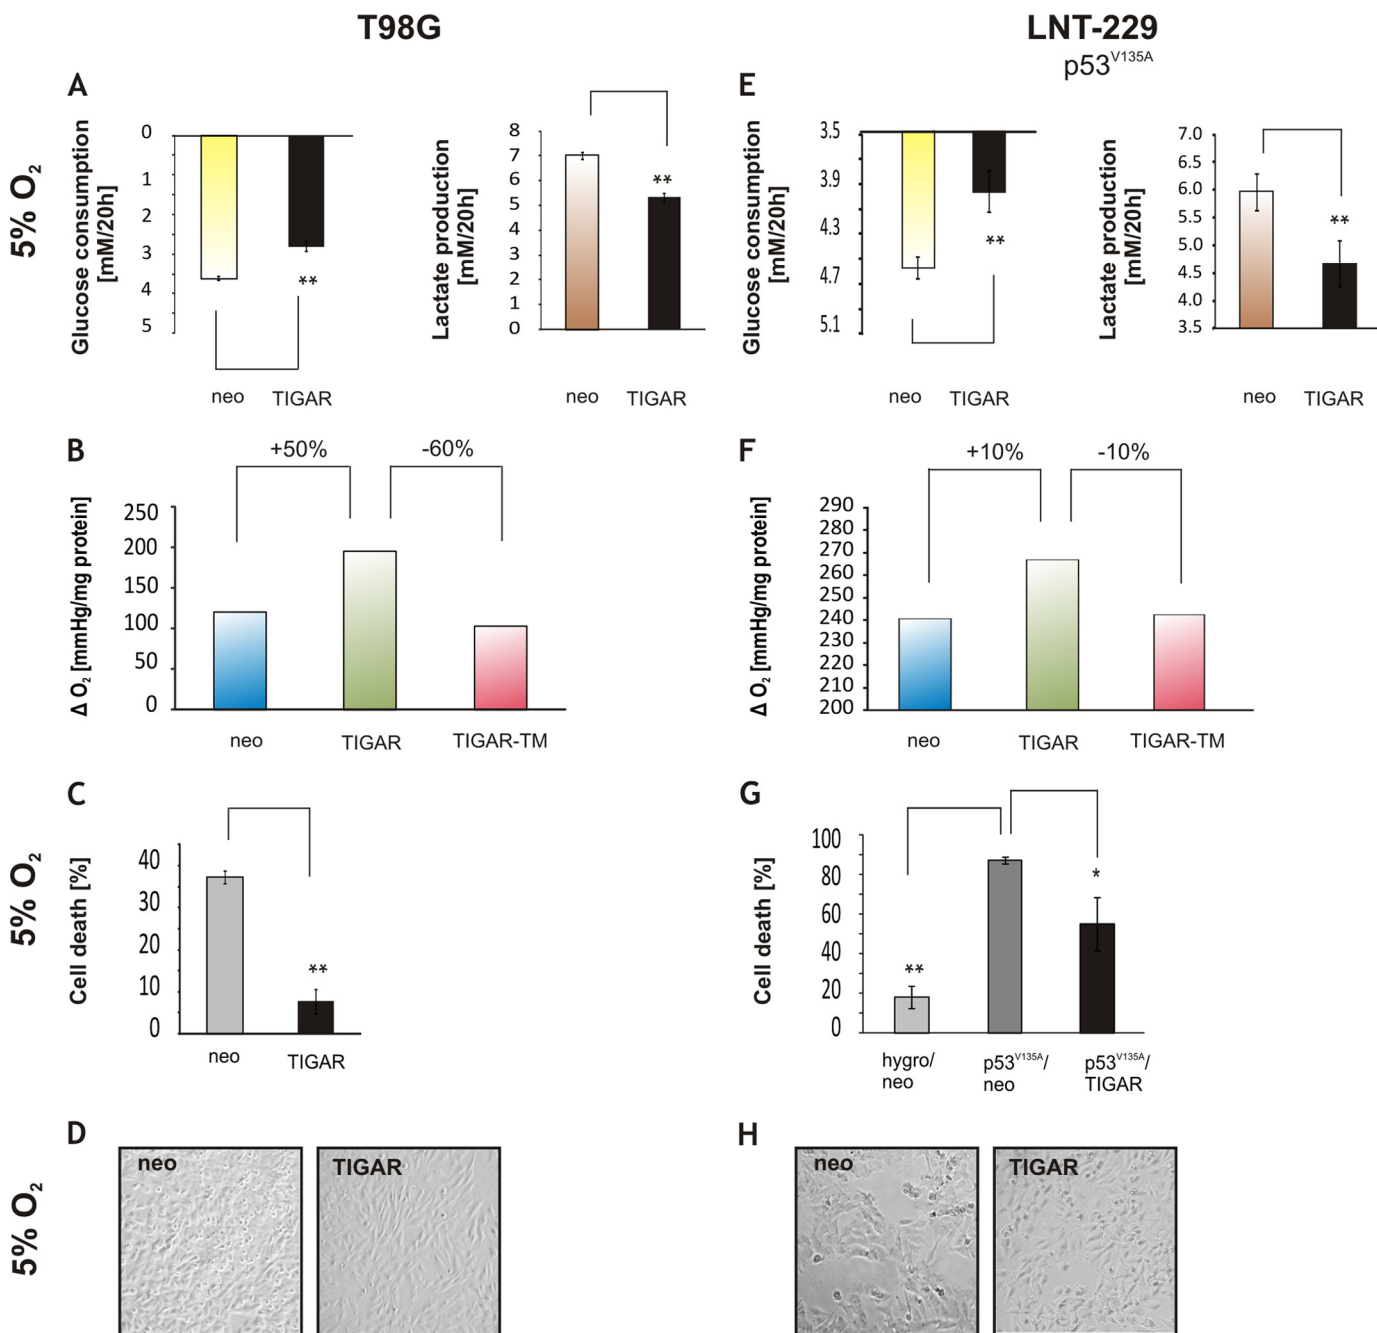 T98G
LNT-229
p53V135A
5% O2
A
Glucose consumption
[mM/20h]
0
1
2
3
4
5
**
neo
TIGAR
Lactate production
[mM/20h]
8
7
6
5
4
3
2
1
0
**
neo
TIGAR
E
Glucose consumption
[mM/20h]
3.5
3.9
4.3
4.7
5.1
**
neo
TIGAR
Lactate production
[mM/20h]
7.0
6.5
6.0
5.5
5.0
4.5
4.0
3.5
**
neo
TIGAR
B
Δ O2 [mmHg/mg protein]
+50%
-60%
250
200
150
100
50
0
neo
TIGAR
TIGAR-TM
F
Δ O2 [mmHg/mg protein]
+10%
-10%
290
280
270
260
250
240
230
220
210
200
neo
TIGAR
TIGAR-TM
5% O2
C
Cell death [%]
40
30
20
10
0
**
neo
TIGAR
G
Cell death [%]
100
80
60
40
20
0
**
*
hygro/
neo
p53V135A/
neo
p53V135A/
TIGAR
5% O2
D
neo
TIGAR
H
neo
TIGAR